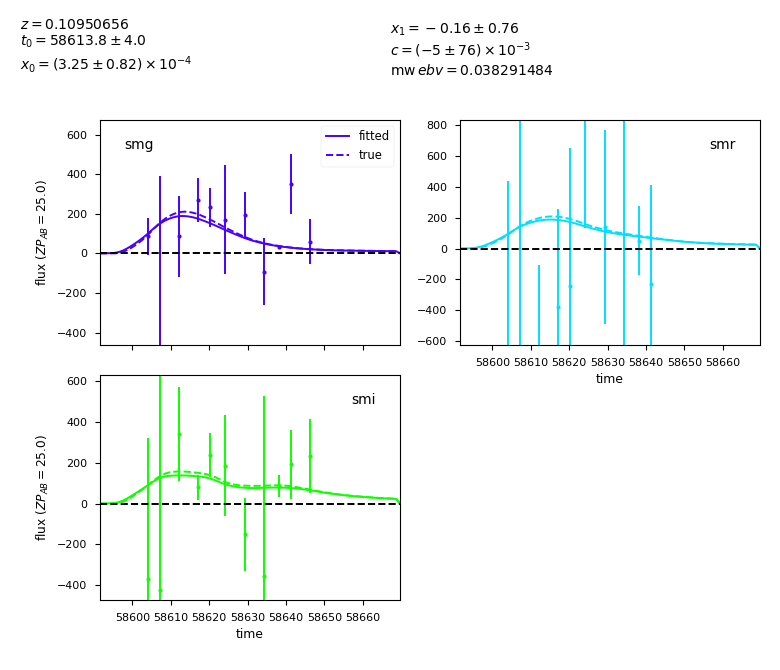 z = 0.10950656
t₀ = 58613.8 ± 4.0
x₀ = (3.25 ± 0.82) × 10⁻⁴
x₁ = −0.16 ± 0.76
c = (−5 ± 76) × 10⁻³
mw ebv = 0.038291484
smg
fitted
true
600
400
200
0
−200
−400
flux (ZP_AB = 25.0)
smr
800
600
400
200
0
−200
−400
−600
58600 58610 58620 58630 58640 58650 58660
time
smi
600
400
200
0
−200
−400
flux (ZP_AB = 25.0)
58600 58610 58620 58630 58640 58650 58660
time